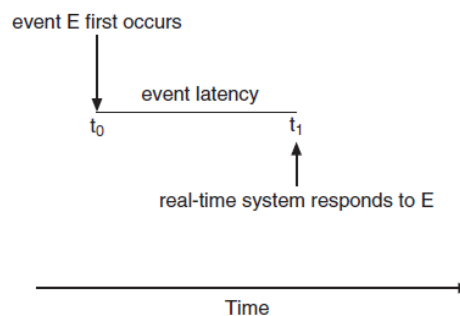 event E first occurs
event latency
t₀
t₁
real-time system responds to E
Time